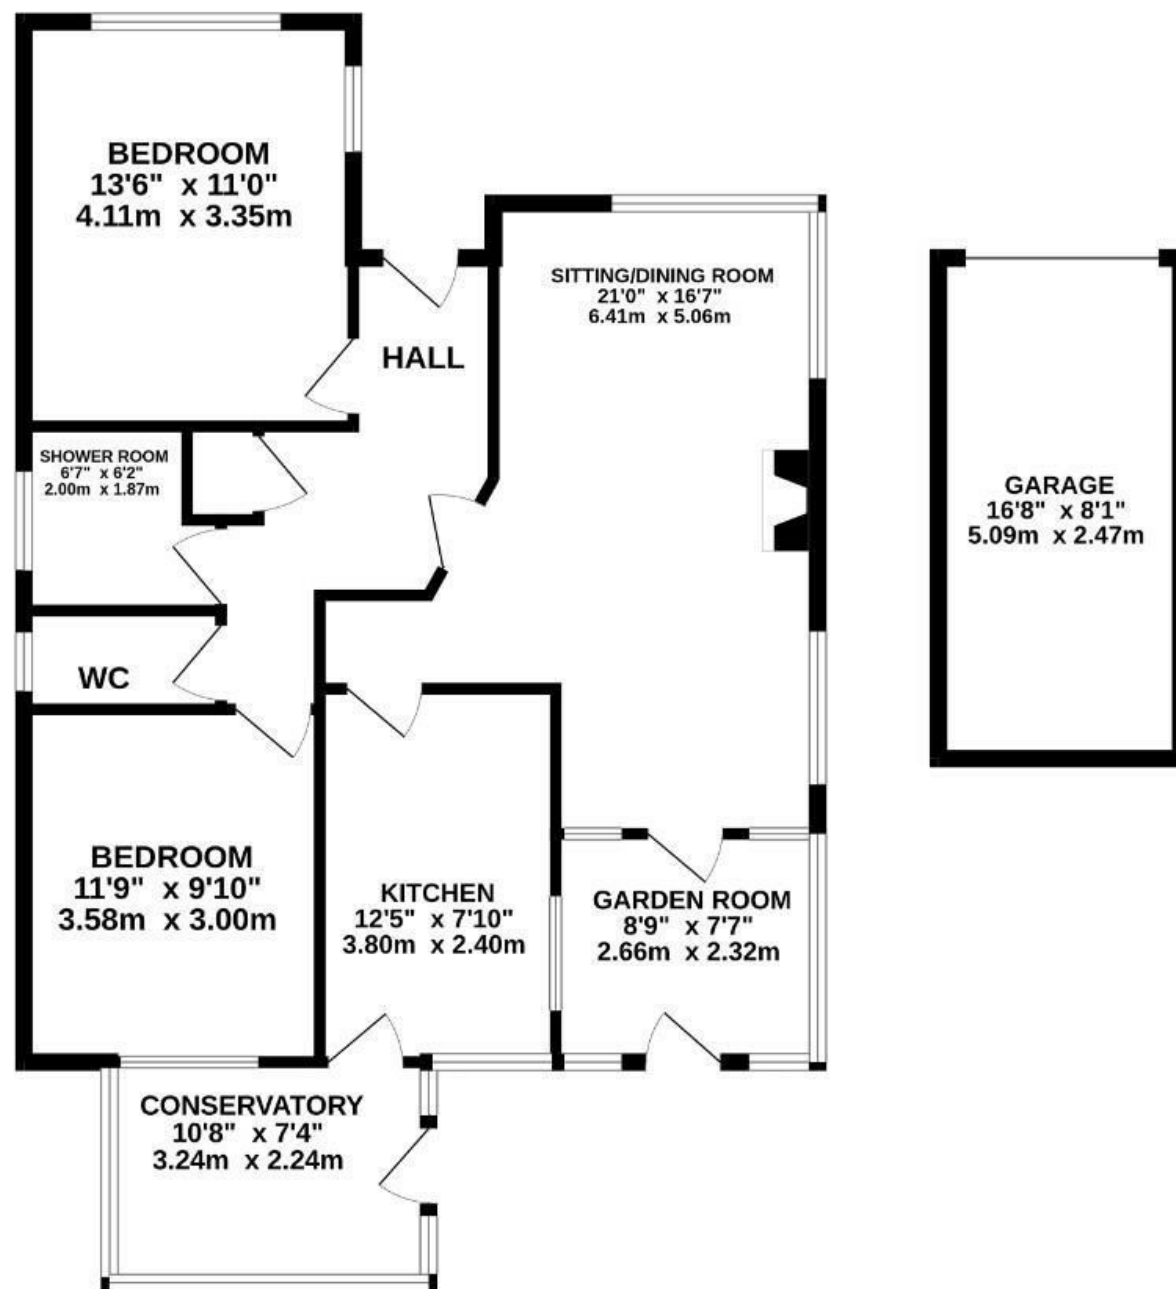 BEDROOM
13'6" x 11'0"
4.11m x 3.35m
SITTING/DINING ROOM
21'0" x 16'7"
6.41m x 5.06m
HALL
SHOWER ROOM
6'7" x 6'2"
2.00m x 1.87m
GARAGE
16'8" x 8'1"
5.09m x 2.47m
WC
BEDROOM
11'9" x 9'10"
3.58m x 3.00m
KITCHEN
12'5" x 7'10"
3.80m x 2.40m
GARDEN ROOM
8'9" x 7'7"
2.66m x 2.32m
CONSERVATORY
10'8" x 7'4"
3.24m x 2.24m